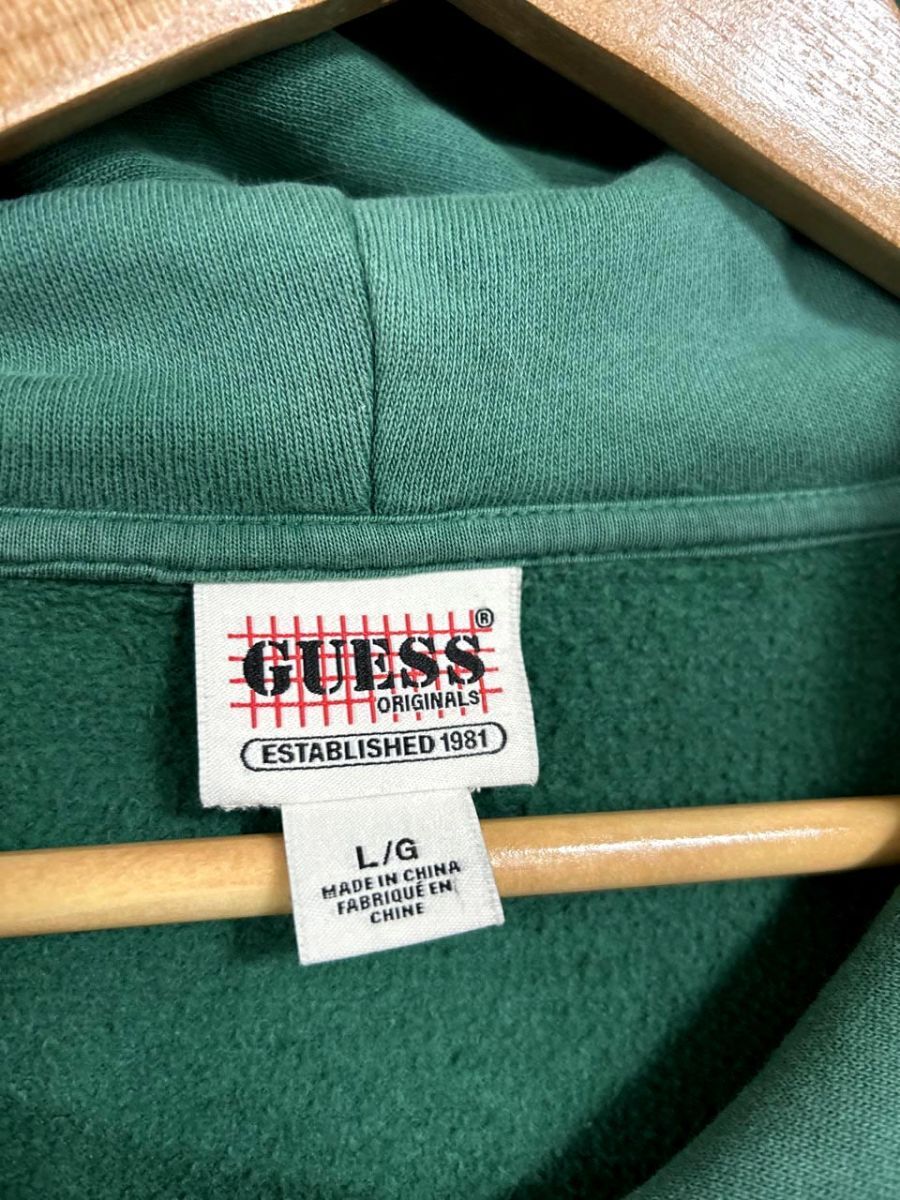 GUESS®
ORIGINALS
ESTABLISHED 1981
L/G
MADE IN CHINA
FABRIQUÉ EN
CHINE